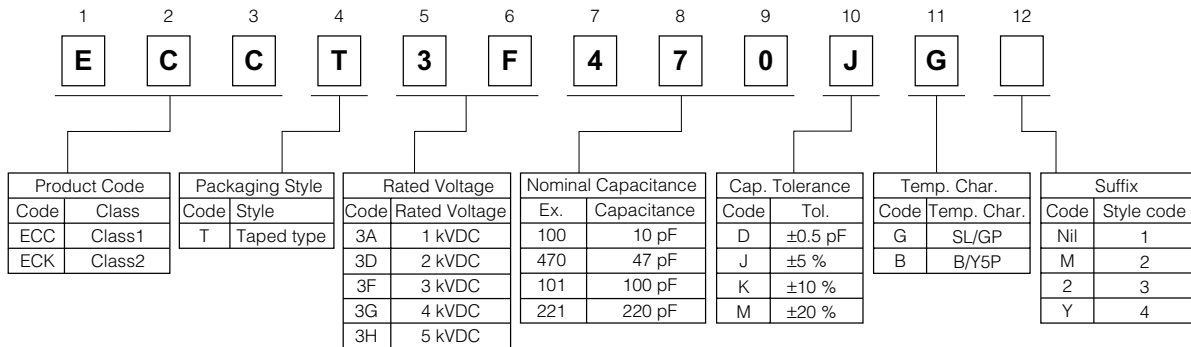 1 2 3 4 5 6 7 8 9 10 11 12
E C C T 3 F 4 7 0 J G
Product Code
Code Class
ECC Class1
ECK Class2
Packaging Style
Code Style
T Taped type
Rated Voltage
Code Rated Voltage
3A 1 kVDC
3D 2 kVDC
3F 3 kVDC
3G 4 kVDC
3H 5 kVDC
Nominal Capacitance
Ex. Capacitance
100 10 pF
470 47 pF
101 100 pF
221 220 pF
Cap. Tolerance
Code Tol.
D ±0.5 pF
J ±5 %
K ±10 %
M ±20 %
Temp. Char.
Code Temp. Char.
G SL/GP
B B/Y5P
Suffix
Code Style code
Nil 1
M 2
2 3
Y 4